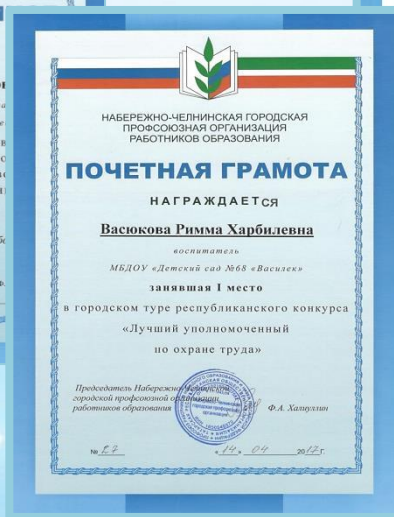 НАБЕРЕЖНО-ЧЕЛНИНСКАЯ ГОРОДСКАЯ
ПРОФСОЮЗНАЯ ОРГАНИЗАЦИЯ
РАБОТНИКОВ ОБРАЗОВАНИЯ
ПОЧЕТНАЯ ГРАМОТА
НАГРАЖДАЕТСЯ
Васюкова Римма Харбилевна
воспитатель
МБДОУ «Детский сад №68 «Василек»
занявшая I место
в городском туре республиканского конкурса
«Лучший уполномоченный
по охране труда»
Председатель Набережно-Челнинской
городской профсоюзной организации
работников образования Ф.А. Халиуллин
№ 27 «14» 04 2017г.